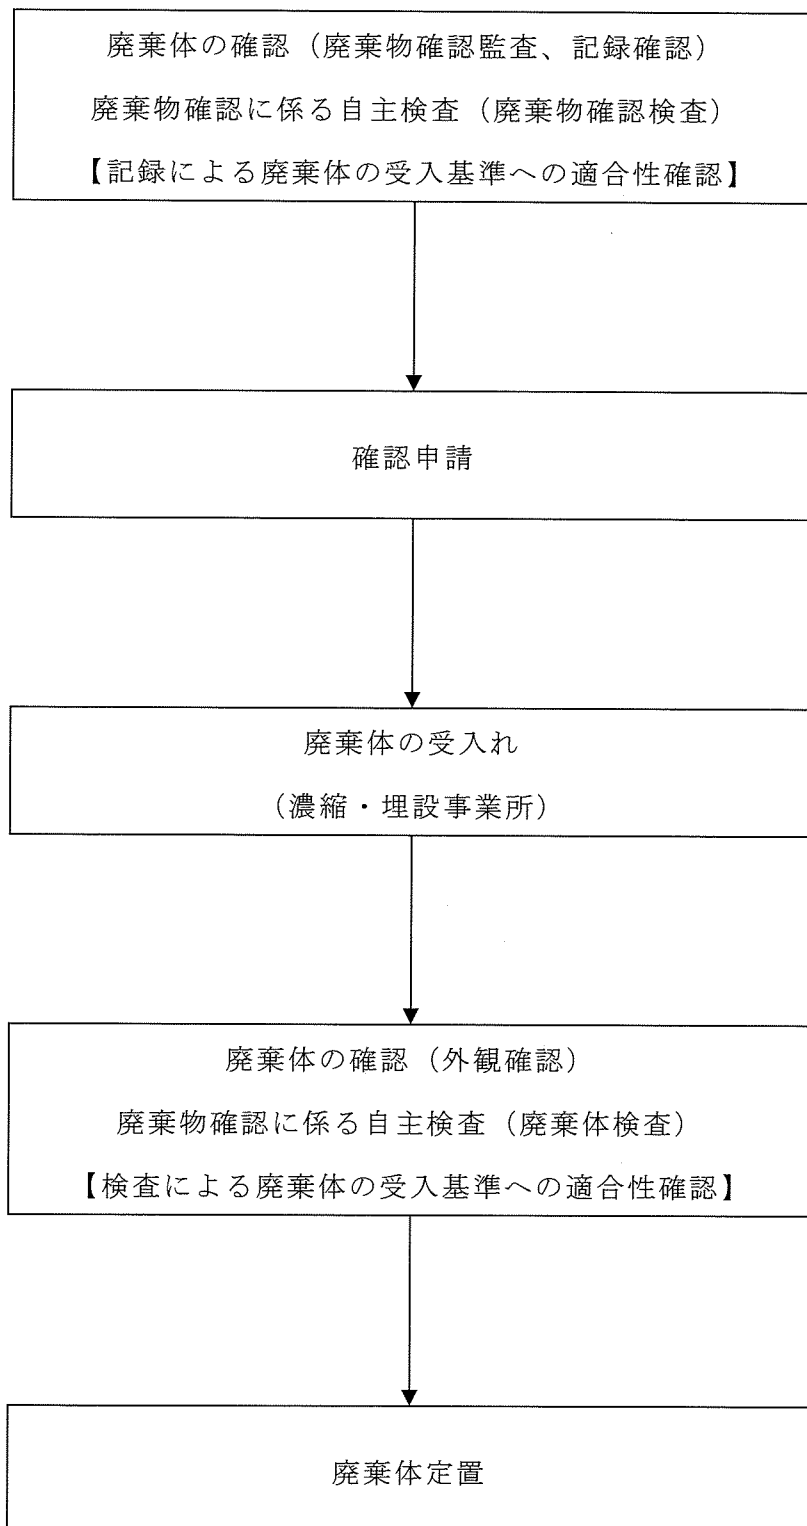 廃棄体の確認（廃棄物確認監査、記録確認）
廃棄物確認に係る自主検査（廃棄物確認検査）
【記録による廃棄体の受入基準への適合性確認】
確認申請
廃棄体の受入れ
（濃縮・埋設事業所）
廃棄体の確認（外観確認）
廃棄物確認に係る自主検査（廃棄体検査）
【検査による廃棄体の受入基準への適合性確認】
廃棄体定置